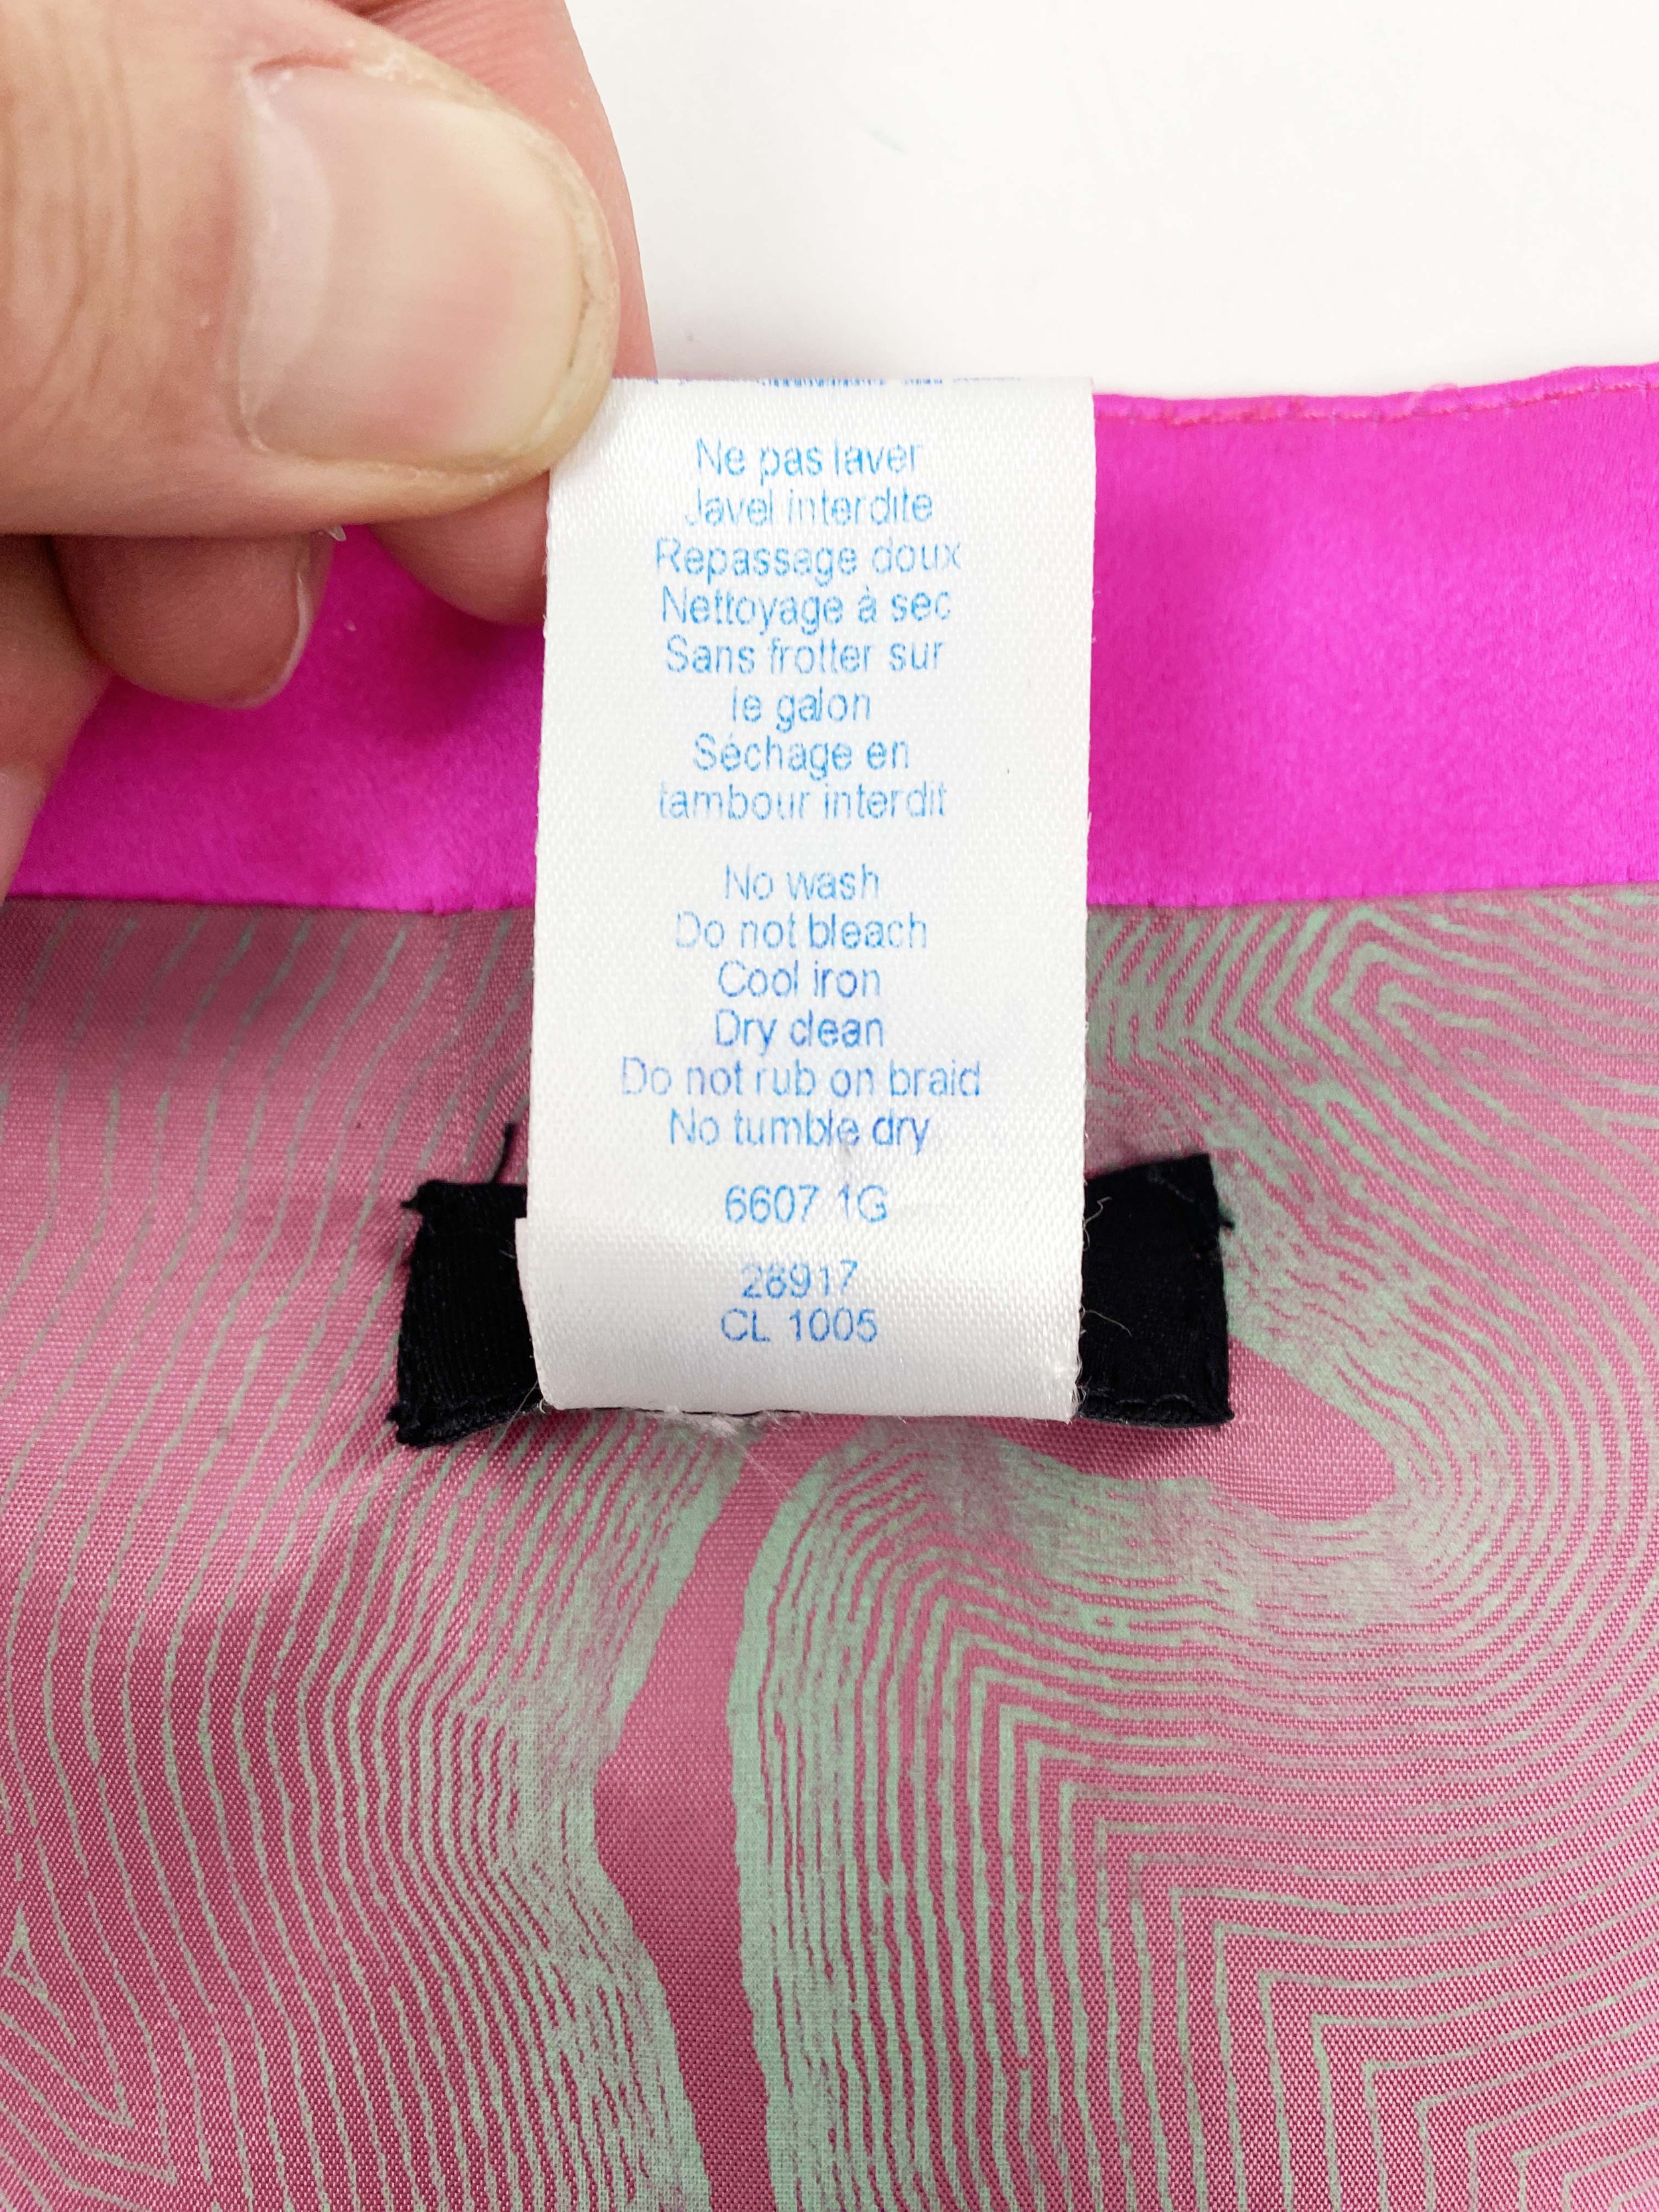 Ne pas laver
Javel interdite
Repassage doux
Nettoyage à sec
Sans frotter sur
le galon
Séchage en
tambour interdit
No wash
Do not bleach
Cool iron
Dry clean
Do not rub on braid
No tumble dry
6607 1G
28917
CL 1005